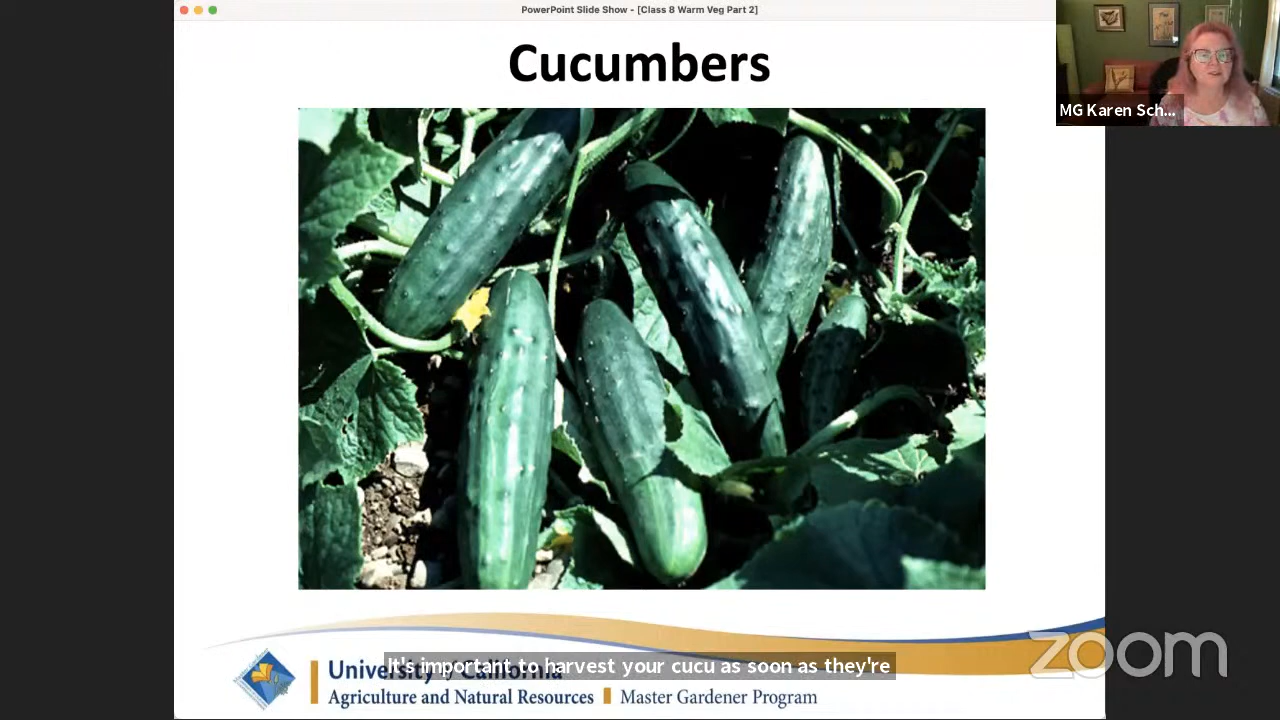 PowerPoint Slide Show - [Class 8 Warm Veg Part 2]
Cucumbers
MG Karen Sch...
It's important to harvest your cucu as soon as they're
University of California
Agriculture and Natural Resources Master Gardener Program
zoom